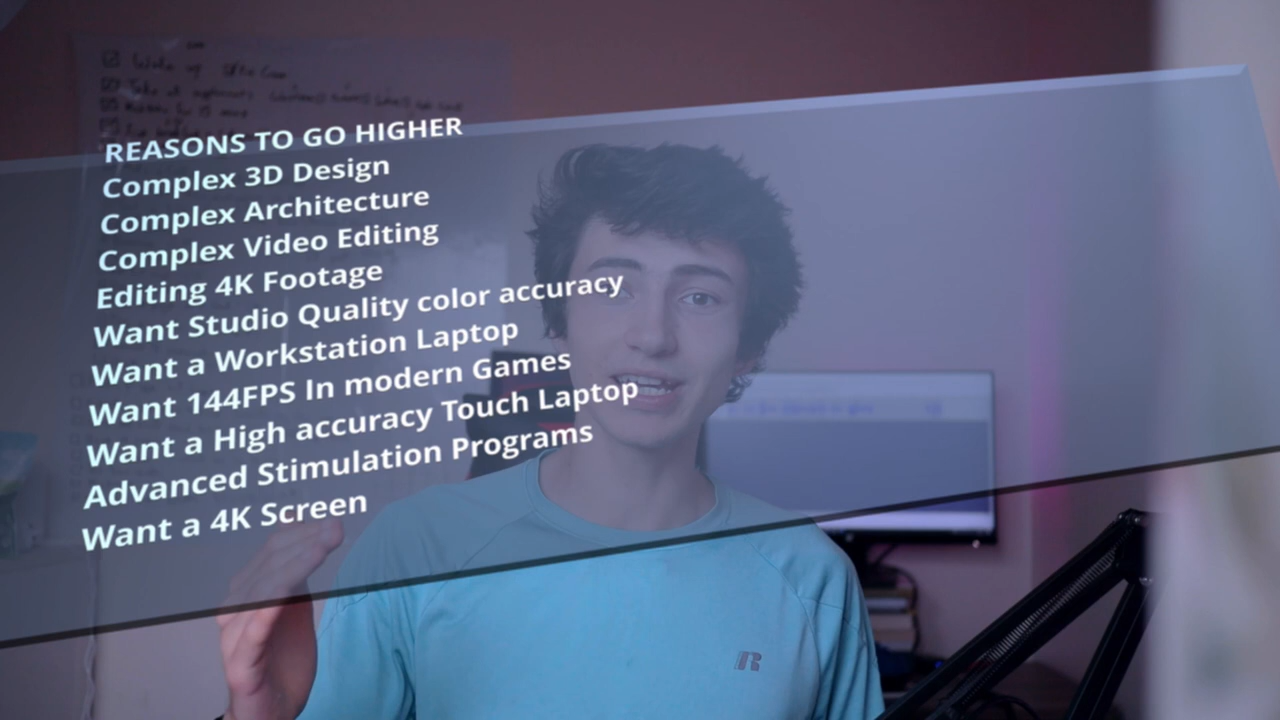 REASONS TO GO HIGHER
Complex 3D Design
Complex Architecture
Complex Video Editing
Editing 4K Footage
Want Studio Quality color accuracy
Want a Workstation Laptop
Want 144FPS In modern Games
Want a High accuracy Touch Laptop
Advanced Stimulation Programs
Want a 4K Screen
R